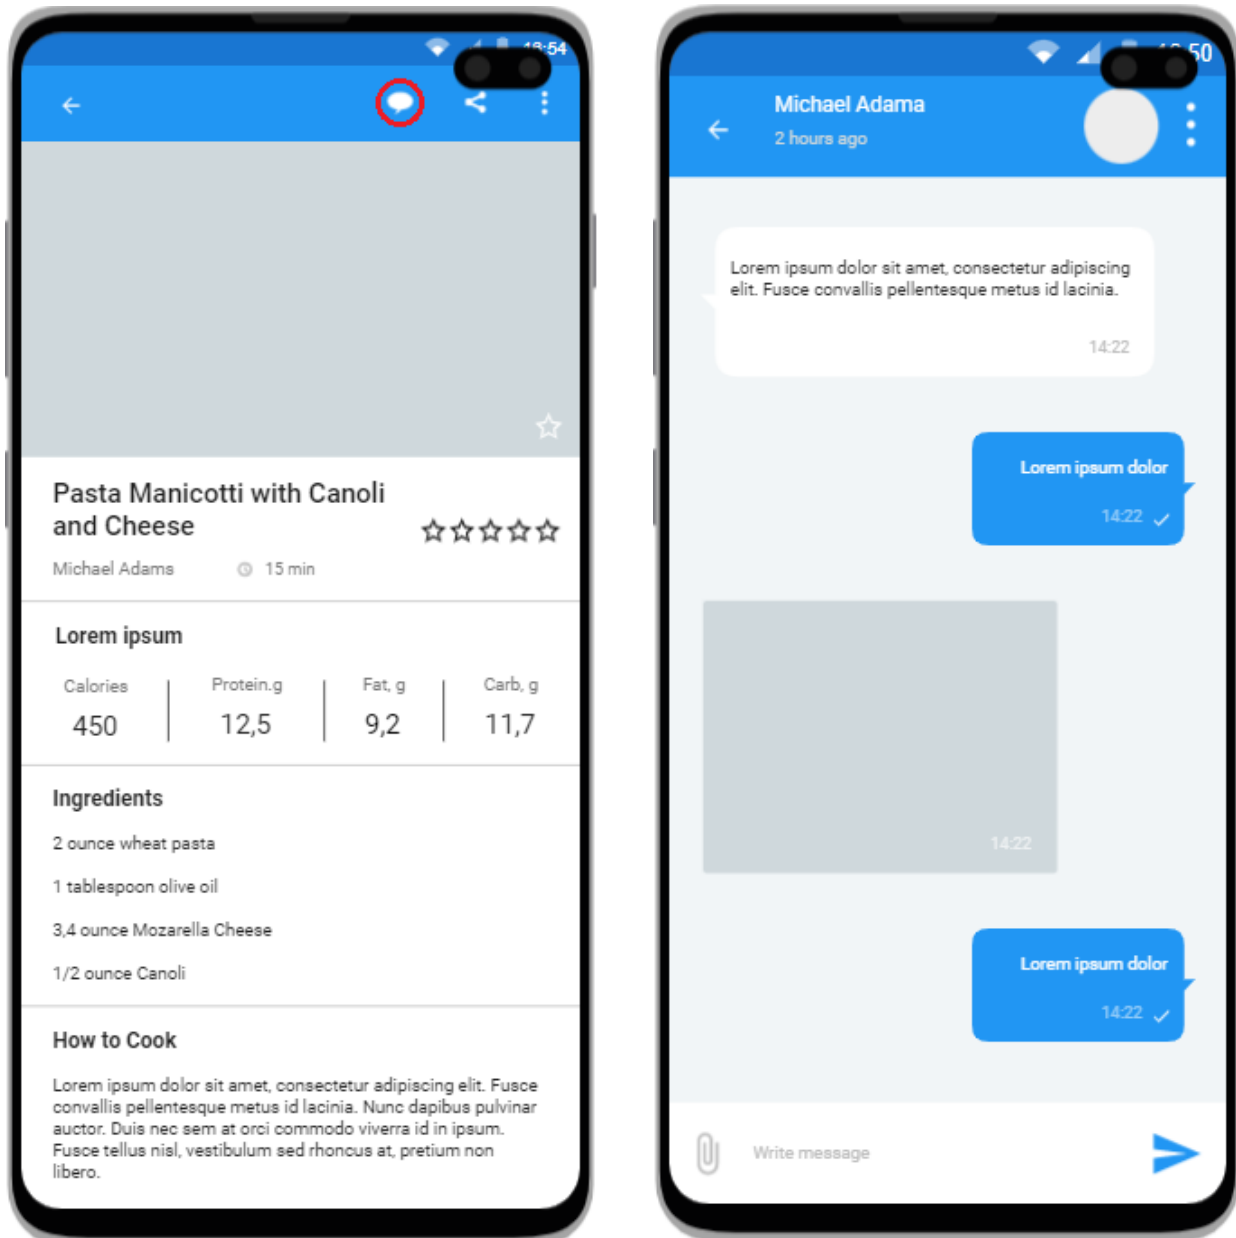 :54
Pasta Manicotti with Canoli
and Cheese
Michael Adams 15 min
Lorem ipsum
Calories Protein.g Fat, g Carb, g
450 12,5 9,2 11,7
Ingredients
2 ounce wheat pasta
1 tablespoon olive oil
3,4 ounce Mozarella Cheese
1/2 ounce Canoli
How to Cook
Lorem ipsum dolor sit amet, consectetur adipiscing elit. Fusce
convallis pellentesque metus id lacinia. Nunc dapibus pulvinar
auctor. Duis nec sem at orci commodo viverra id in ipsum.
Fusce tellus nisl, vestibulum sed rhoncus at, pretium non
libero.
:50
Michael Adama
2 hours ago
Lorem ipsum dolor sit amet, consectetur adipiscing
elit. Fusce convallis pellentesque metus id lacinia.
14:22
Lorem ipsum dolor
14:22
14:22
Lorem ipsum dolor
14:22
Write message